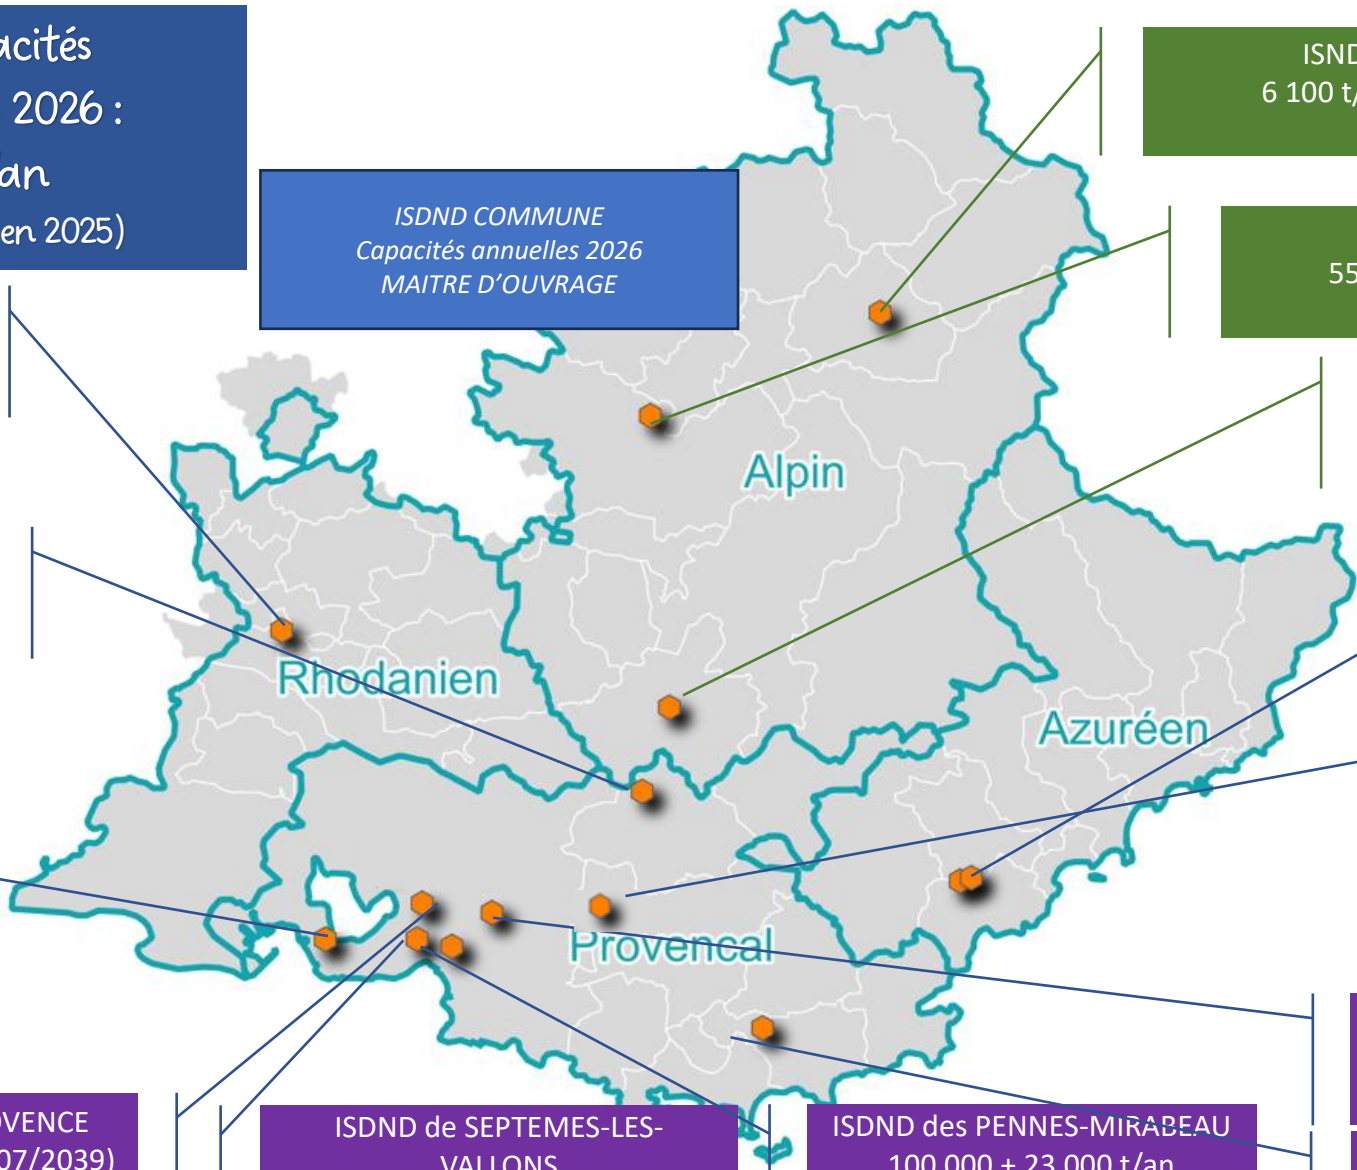 acités
2026 :
an
en 2025)
ISDND COMMUNE
Capacités annuelles 2026
MAITRE D’OUVRAGE
ISND
6 100 t/
55
Alpin
Rhodanien
Azuréen
Provencal
OVENCE
07/2039)
ISDND de SEPTEMES-LES-
VALLONS
ISDND des PENNES-MIRABEAU
100 000 + 23 000 t/an